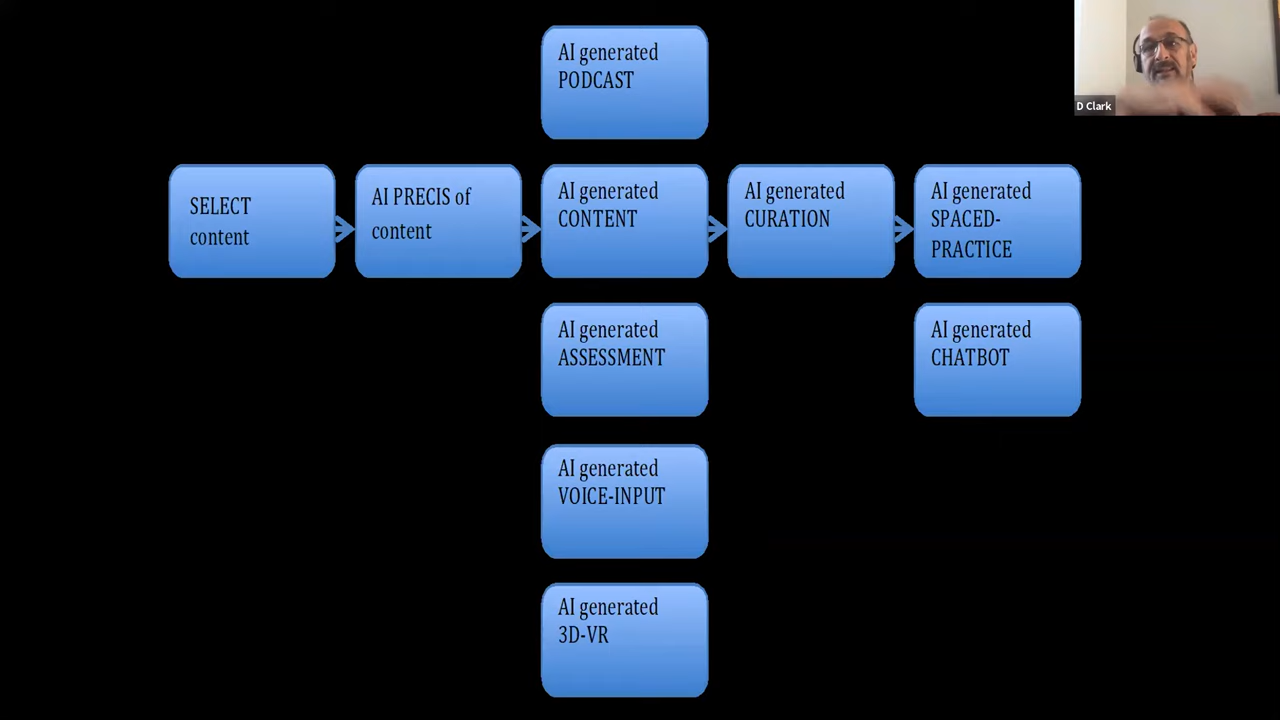 AI generated
PODCAST
D Clark
SELECT
content
AI PRECIS of
content
AI generated
CONTENT
AI generated
CURATION
AI generated
SPACED-
PRACTICE
AI generated
ASSESSMENT
AI generated
CHATBOT
AI generated
VOICE-INPUT
AI generated
3D-VR